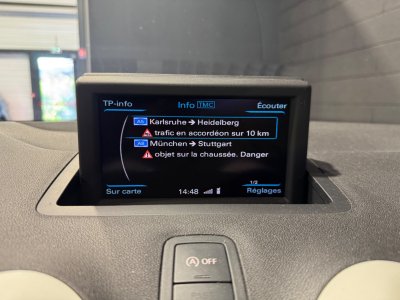 TP-info Info TMC Écouter
A5 Karlsruhe → Heidelberg
trafic en accordéon sur 10 km
A8 München → Stuttgart
objet sur la chaussée. Danger
1/3
Sur carte 14:48 Réglages
A OFF